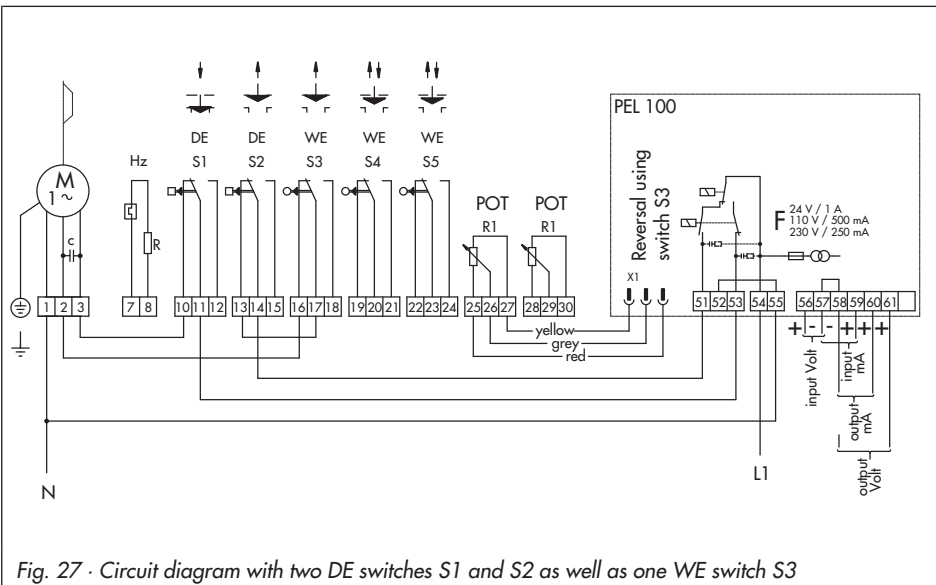 PEL 100
DE DE WE WE WE
Hz S1 S2 S3 S4 S5
M
1 ~
c
R
POT POT
R1 R1
Reversal using
switch S3
X1
F 24 V / 1 A
110 V / 500 mA
230 V / 250 mA
1 2 3 7 8 10 11 12 13 14 15 16 17 18 19 20 21 22 23 24 25 26 27 28 29 30 51 52 53 54 55 56 57 58 59 60 61
+ - - + + +
yellow
grey
red
input Volt
input
mA
output
mA
output
Volt
N
L1
Fig. 27 · Circuit diagram with two DE switches S1 and S2 as well as one WE switch S3